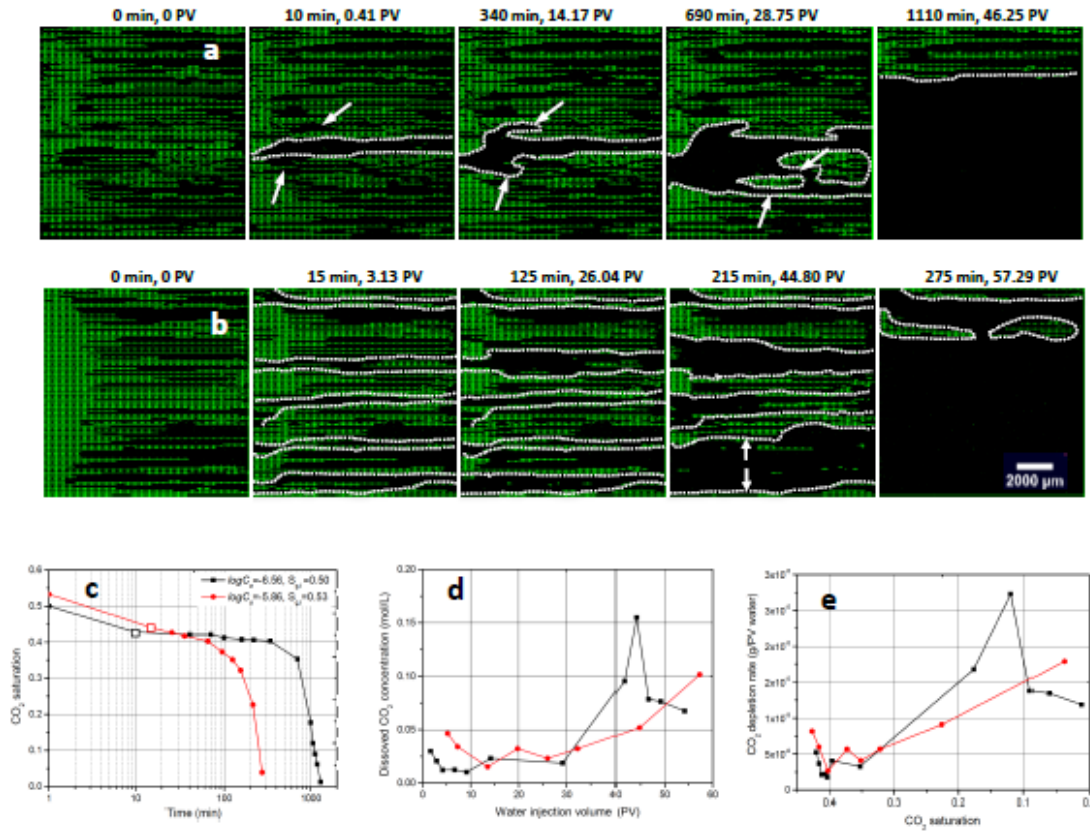 0 min, 0 PV 10 min, 0.41 PV 340 min, 14.17 PV 690 min, 28.75 PV 1110 min, 46.25 PV
a
0 min, 0 PV 15 min, 3.13 PV 125 min, 26.04 PV 215 min, 44.80 PV 275 min, 57.29 PV
b
2000 µm
c
0.6
0.5
0.4
0.3
0.2
0.1
0.0
1 10 100 1000
CO₂ saturation
Time (min)
S =0.50
S =0.53
d
0.20
0.15
0.10
0.05
0.00
0 10 20 30 40 50 60
Dissoved CO₂ concentration (mol/L)
Water injection volume (PV)
e
0.4 0.3 0.2 0.1
CO₂ depletion rate (g/PV water)
CO₂ saturation